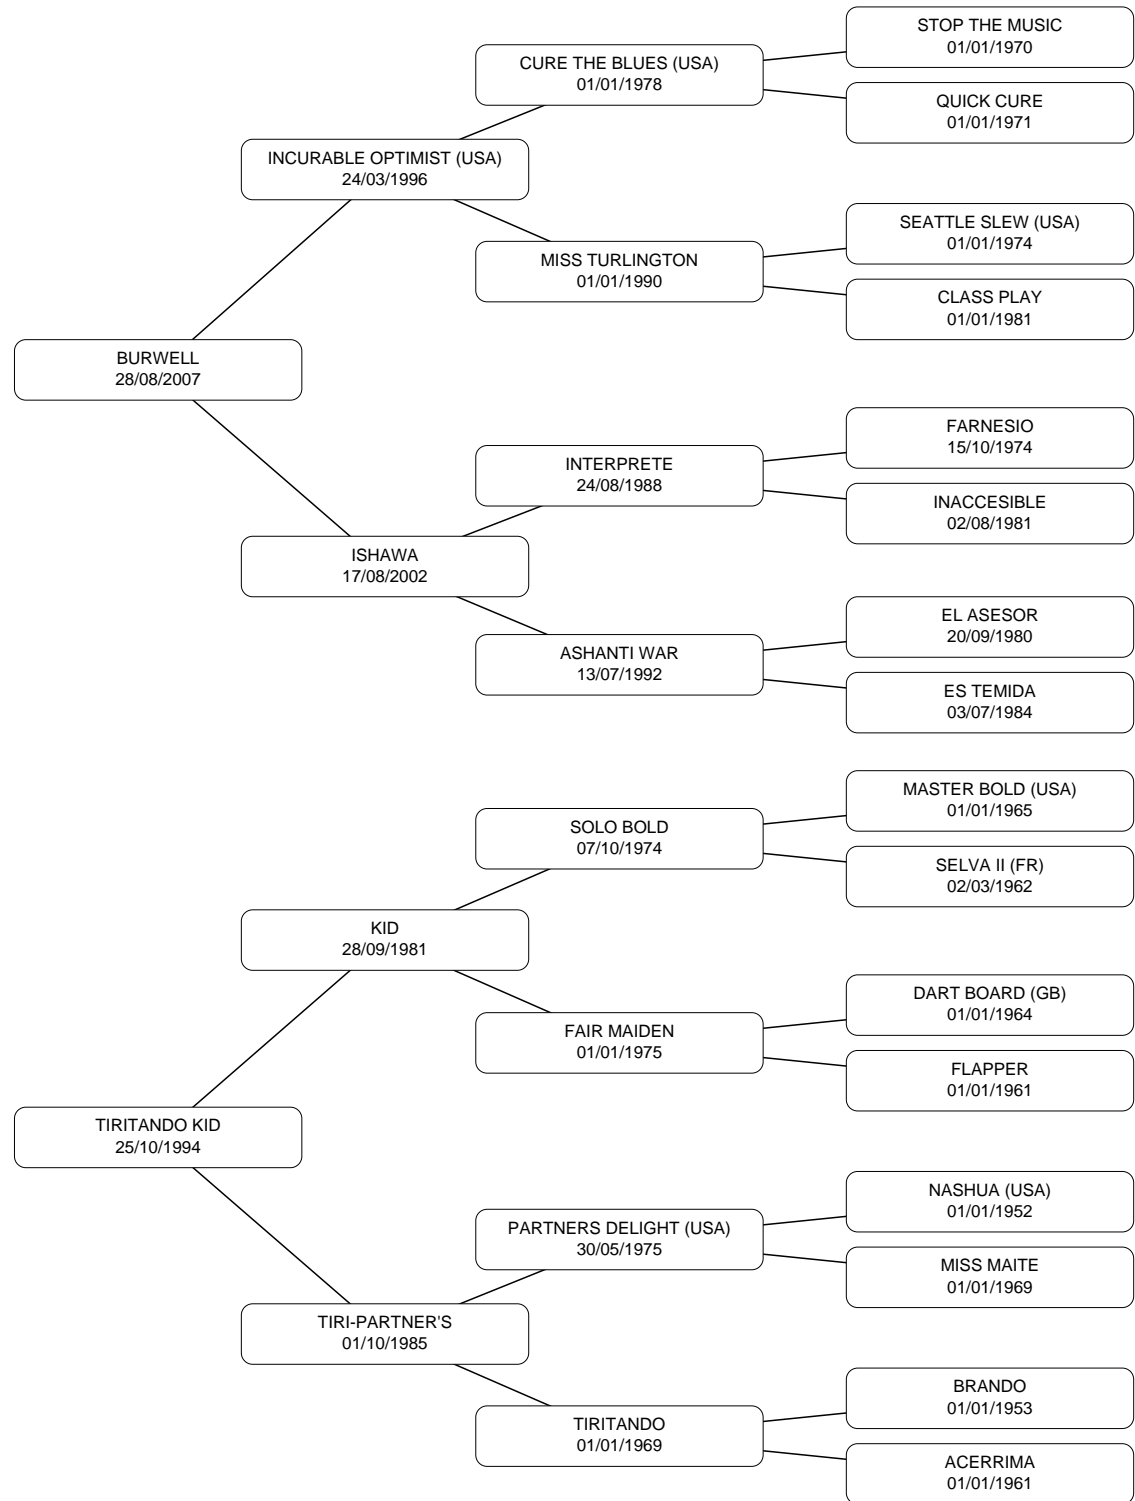 STOP THE MUSIC
01/01/1970
CURE THE BLUES (USA)
01/01/1978
QUICK CURE
01/01/1971
INCURABLE OPTIMIST (USA)
24/03/1996
SEATTLE SLEW (USA)
01/01/1974
MISS TURLINGTON
01/01/1990
CLASS PLAY
01/01/1981
BURWELL
28/08/2007
FARNESIO
15/10/1974
INTERPRETE
24/08/1988
INACCESIBLE
02/08/1981
ISHAWA
17/08/2002
EL ASESOR
20/09/1980
ASHANTI WAR
13/07/1992
ES TEMIDA
03/07/1984
MASTER BOLD (USA)
01/01/1965
SOLO BOLD
07/10/1974
SELVA II (FR)
02/03/1962
KID
28/09/1981
DART BOARD (GB)
01/01/1964
FAIR MAIDEN
01/01/1975
FLAPPER
01/01/1961
TIRITANDO KID
25/10/1994
NASHUA (USA)
01/01/1952
PARTNERS DELIGHT (USA)
30/05/1975
MISS MAITE
01/01/1969
TIRI-PARTNER'S
01/10/1985
BRANDO
01/01/1953
TIRITANDO
01/01/1969
ACERRIMA
01/01/1961